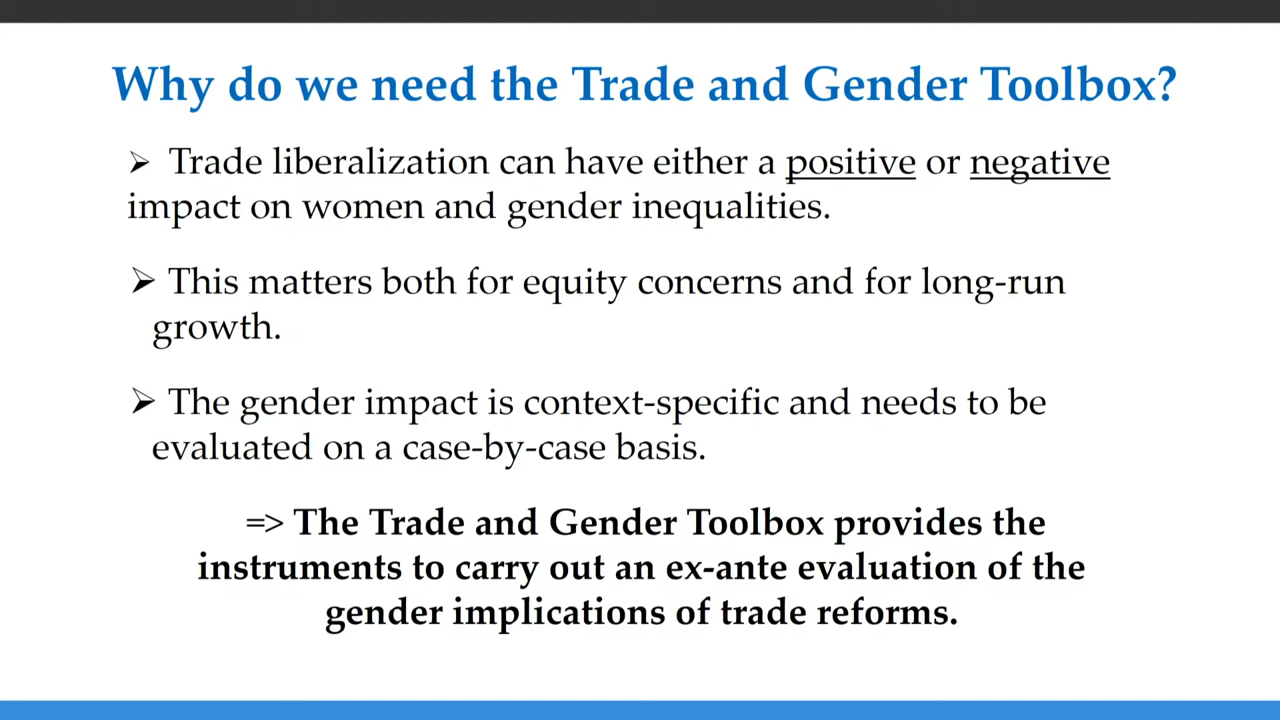 Why do we need the Trade and Gender Toolbox?
➢ Trade liberalization can have either a positive or negative
impact on women and gender inequalities.
➢ This matters both for equity concerns and for long-run
growth.
➢ The gender impact is context-specific and needs to be
evaluated on a case-by-case basis.
=> The Trade and Gender Toolbox provides the
instruments to carry out an ex-ante evaluation of the
gender implications of trade reforms.